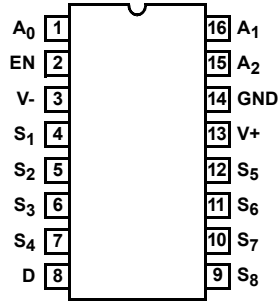 A0 1 16 A1
EN 2 15 A2
V- 3 14 GND
S1 4 13 V+
S2 5 12 S5
S3 6 11 S6
S4 7 10 S7
D 8 9 S8